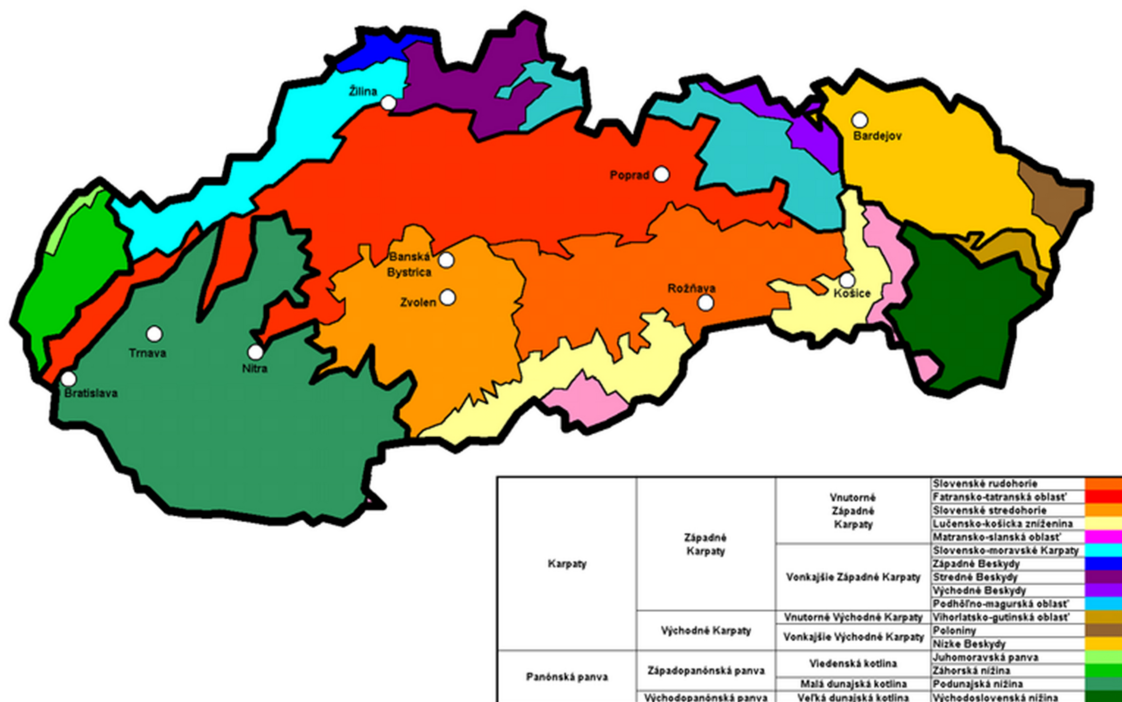 Žilina
Bardejov
Poprad
Banská
Bystrica
Zvolen
Rožňava
Košice
Trnava
Nitra
Bratislava
Karpaty
Západné
Karpaty
Vnutorné
Západné
Karpaty
Slovenské rudohorie
Fatransko-tatranská oblasť
Slovenské stredohorie
Lučensko-košicka zníženina
Matransko-slanská oblasť
Vonkajšie Západné Karpaty
Slovensko-moravské Karpaty
Západné Beskydy
Stredné Beskydy
Východné Beskydy
Podhôľno-magurská oblasť
Východné Karpaty
Vnutorné Východné Karpaty
Vihorlatsko-gutinská oblasť
Vonkajšie Východné Karpaty
Poloniny
Nízke Beskydy
Panónská panva
Západopanónská panva
Viedenská kotlina
Juhomoravská panva
Záhorská nížina
Malá dunajská kotlina
Podunajská nížina
Východopanónská panva
Veľká dunajská kotlina
Východoslovenská nížina